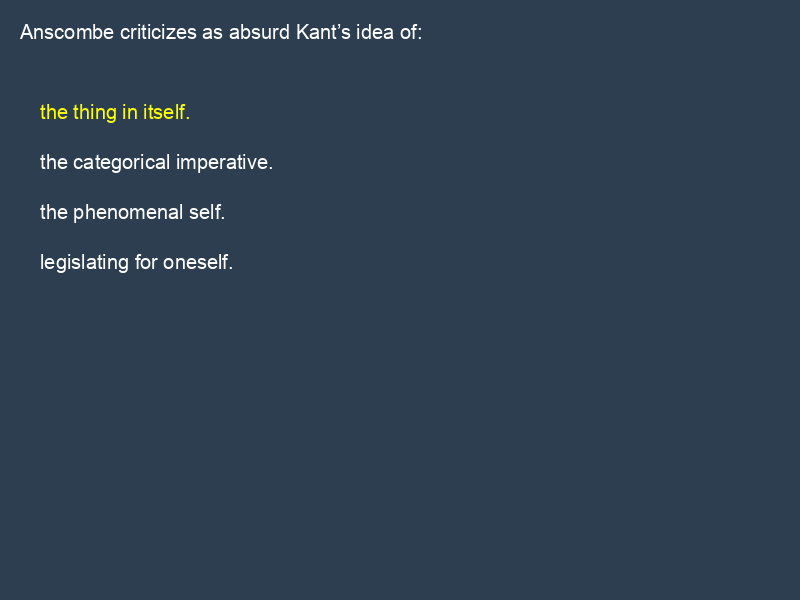 Anscombe criticizes as absurd Kant’s idea of:
the thing in itself.
the categorical imperative.
the phenomenal self.
legislating for oneself.